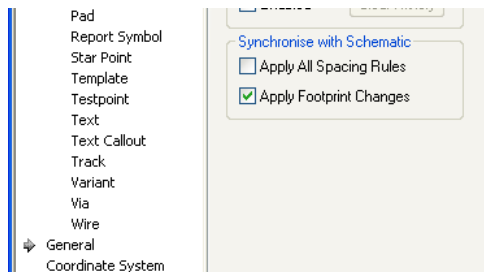 Pad
Report Symbol
Star Point
Template
Testpoint
Text
Text Callout
Track
Variant
Via
Wire
General
Coordinate System
Synchronise with Schematic
Apply All Spacing Rules
Apply Footprint Changes